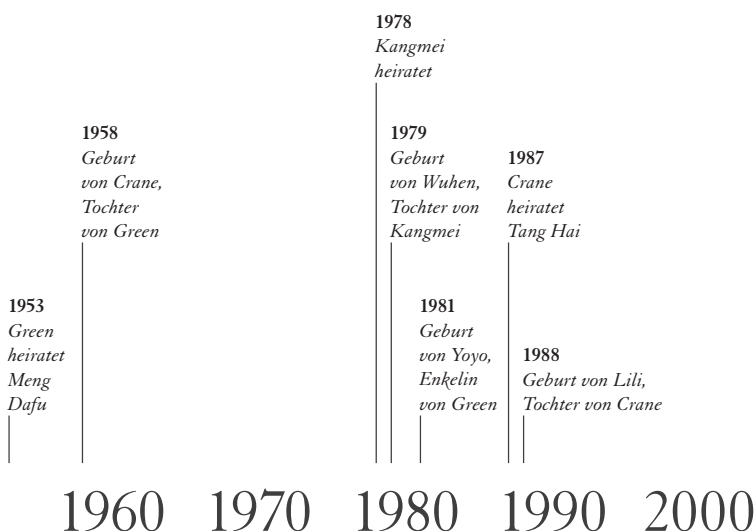 1978
Kangmei
heiratet
1958
Geburt
von Crane,
Tochter
von Green
1979
Geburt
von Wuhen,
Tochter von
Kangmei
1987
Crane
heiratet
Tang Hai
1953
Green
heiratet
Meng
Dafu
1981
Geburt
von Yoyo,
Enkelin
von Green
1988
Geburt von Lili,
Tochter von Crane
1960 1970 1980 1990 2000